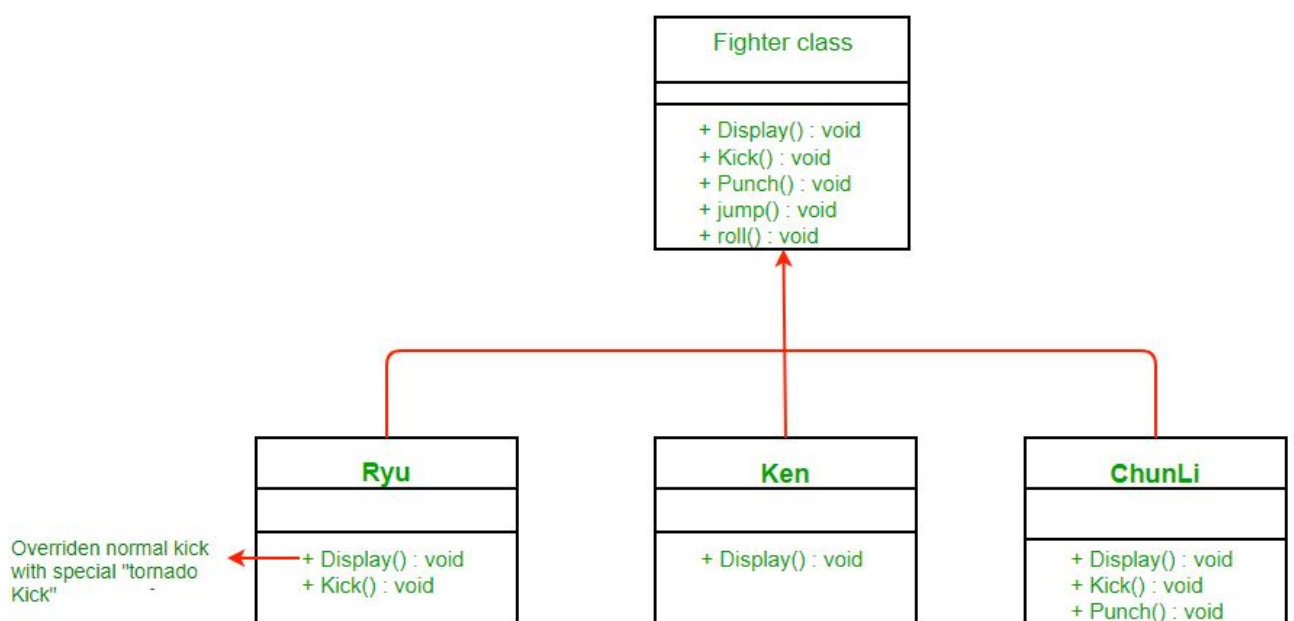 Fighter class
+ Display() : void
+ Kick() : void
+ Punch() : void
+ jump() : void
+ roll() : void
Ryu
+ Display() : void
+ Kick() : void
Overriden normal kick
with special "tornado
Kick"
Ken
+ Display() : void
ChunLi
+ Display() : void
+ Kick() : void
+ Punch() : void